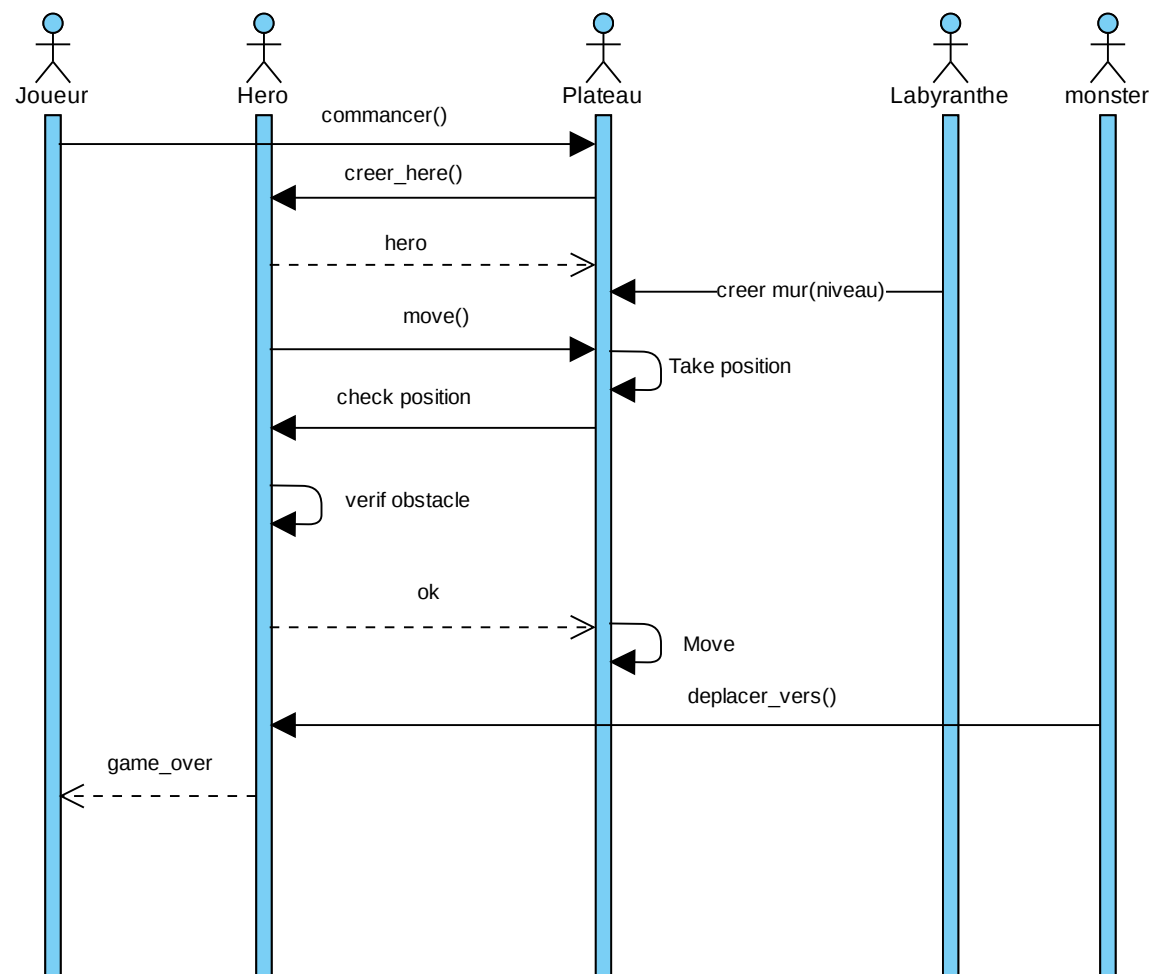 Joueur
Hero
Plateau
Labyranthe
monster
commancer()
creer_here()
hero
creer mur(niveau)
move()
Take position
check position
verif obstacle
ok
Move
deplacer_vers()
game_over